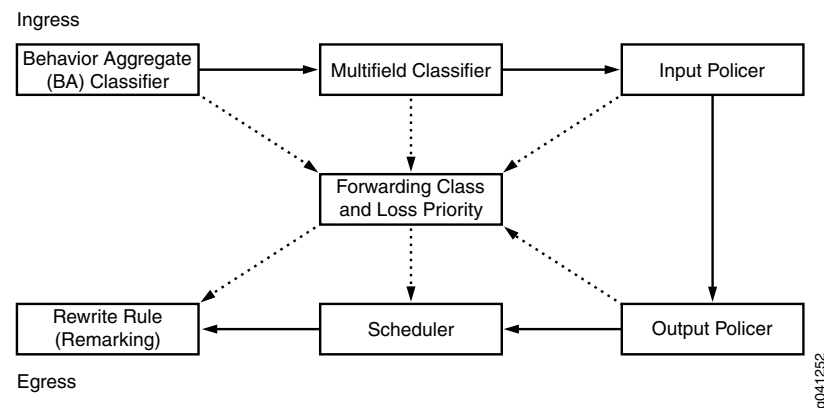 Ingress
Behavior Aggregate
(BA) Classifier
Multifield Classifier
Input Policer
Forwarding Class
and Loss Priority
Rewrite Rule
(Remarking)
Scheduler
Output Policer
Egress
g041252